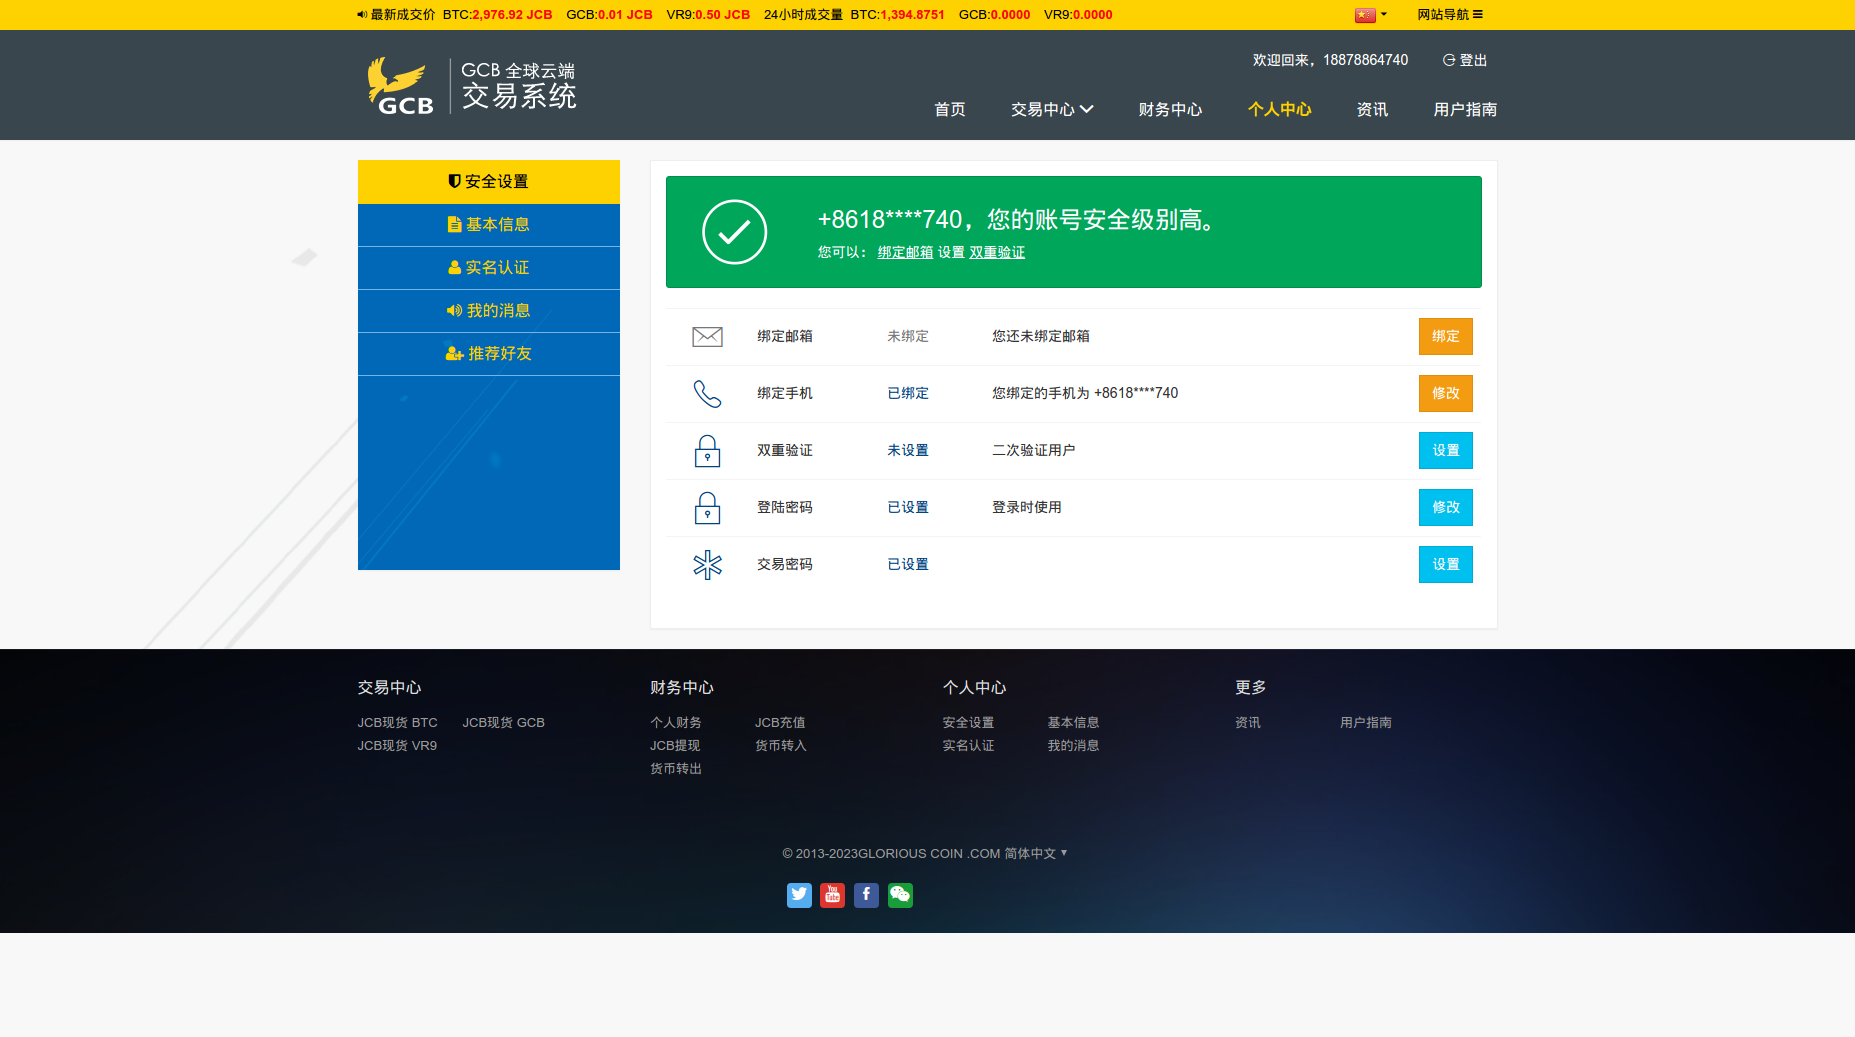 最新成交价 BTC:2,976.92 JCB GCB:0.01 JCB VR9:0.50 JCB 24小时成交量 BTC:1,394.8751 GCB:0.0000 VR9:0.0000 网站导航
欢迎回来，18878864740 登出
GCB
GCB 全球云端
交易系统
首页 交易中心 财务中心 个人中心 资讯 用户指南
安全设置
基本信息
实名认证
我的消息
推荐好友
+8618****740，您的账号安全级别高。
您可以： 绑定邮箱 设置 双重验证
绑定邮箱 未绑定 您还未绑定邮箱 绑定
绑定手机 已绑定 您绑定的手机为 +8618****740 修改
双重验证 未设置 二次验证用户 设置
登陆密码 已设置 登录时使用 修改
交易密码 已设置 设置
交易中心
JCB现货 BTC JCB现货 GCB
JCB现货 VR9
财务中心
个人财务 JCB充值
JCB提现 货币转入
货币转出
个人中心
安全设置 基本信息
实名认证 我的消息
更多
资讯 用户指南
© 2013-2023GLORIOUS COIN .COM 简体中文 ▼
You
Tube